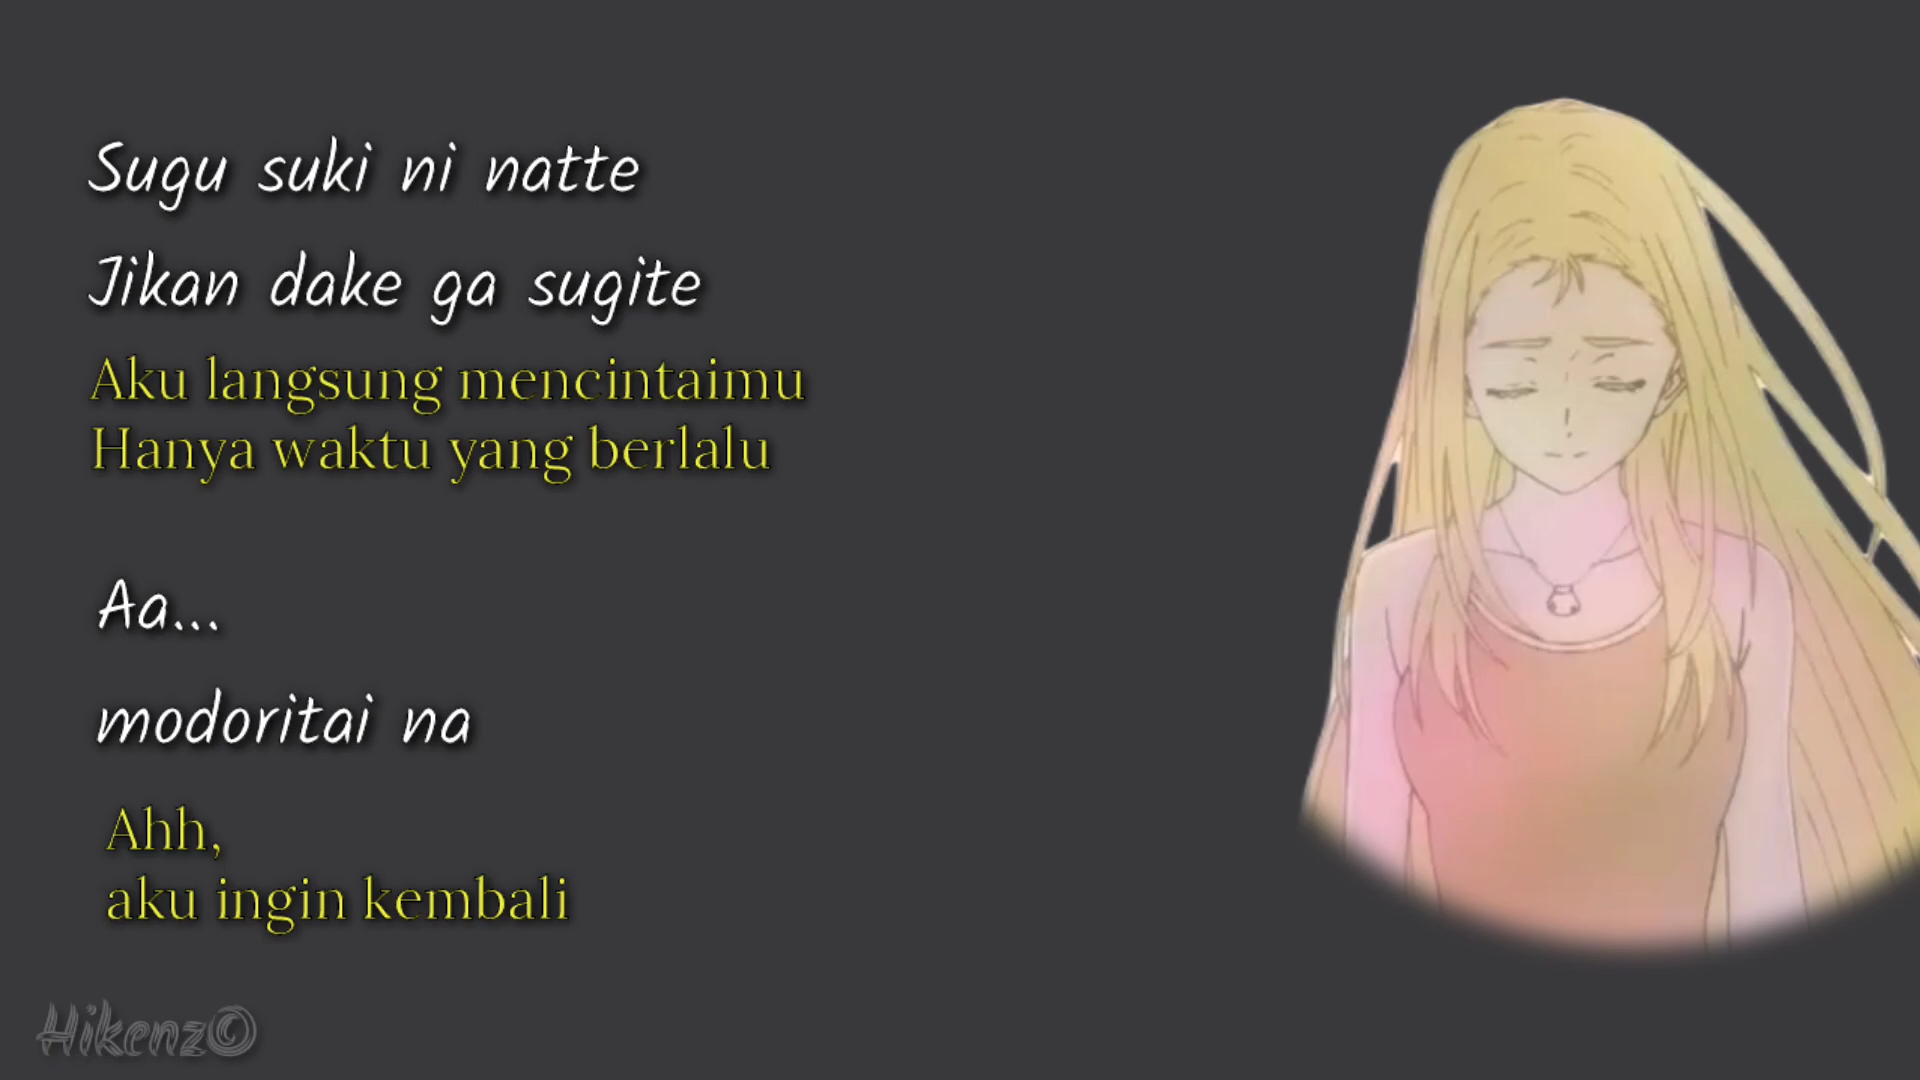 Sugu suki ni natte
Jikan dake ga sugite
Aku langsung mencintaimu
Hanya waktu yang berlalu
Aa...
modoritai na
Ahh,
aku ingin kembali
Hikenz©